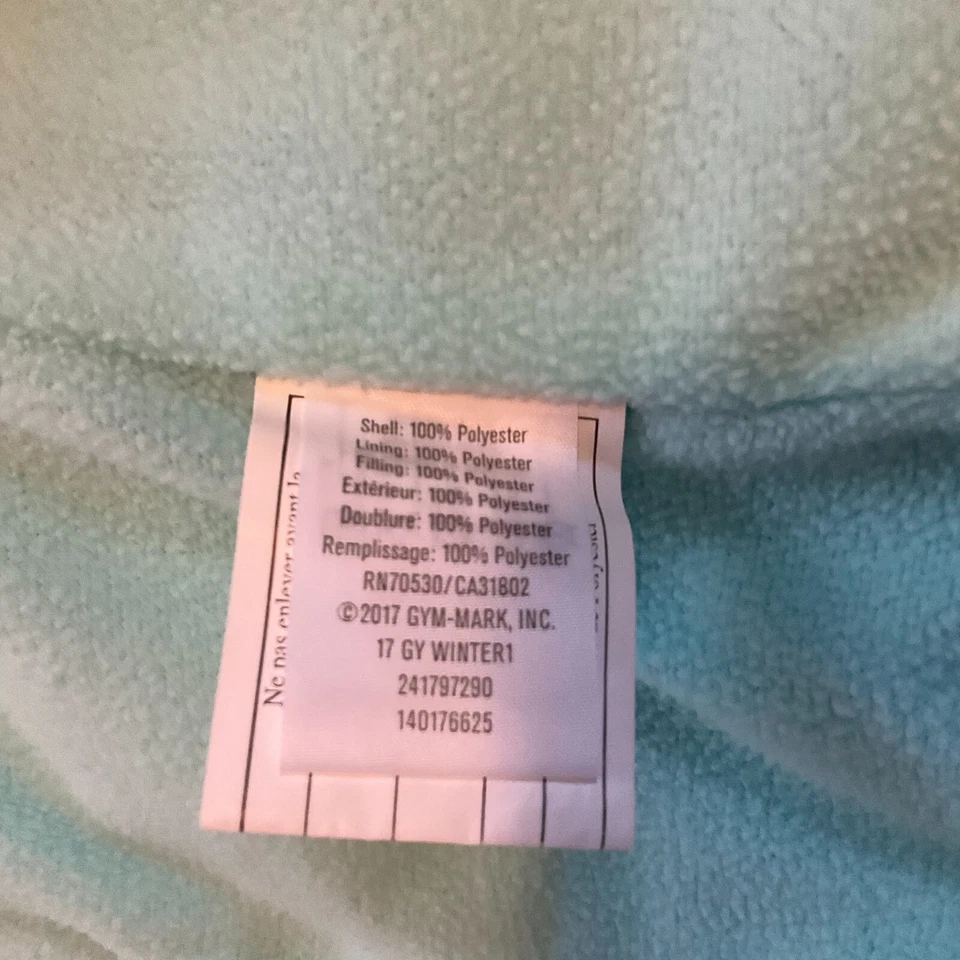 Shell: 100% Polyester
Lining: 100% Polyester
Filling: 100% Polyester
Extérieur: 100% Polyester
Doublure: 100% Polyester
Remplissage: 100% Polyester
RN70530/CA31802
©2017 GYM-MARK, INC.
17 GY WINTER1
241797290
140176625
Ne pas enlever avant la